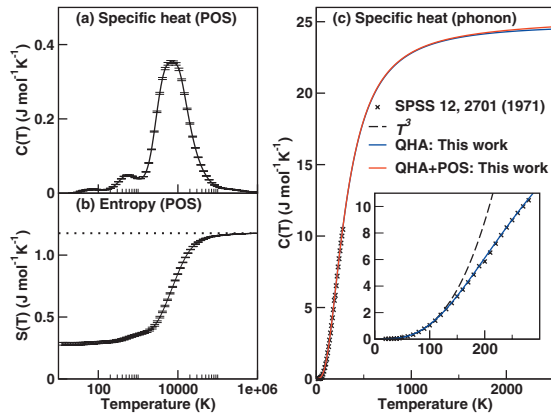 (a) Specific heat (POS)
0.4
0.2
0
C(T) (J mol⁻¹K⁻¹)
(b) Entropy (POS)
1.0
0.5
0.0
S(T) (J mol⁻¹K⁻¹)
100
10000
1e+06
Temperature (K)
(c) Specific heat (phonon)
25
20
15
10
5
0
C(T) (J mol⁻¹K⁻¹)
SPSS 12, 2701 (1971)
T³
QHA: This work
QHA+POS: This work
10
8
6
4
2
0
0
100
200
0
1000
2000
Temperature (K)